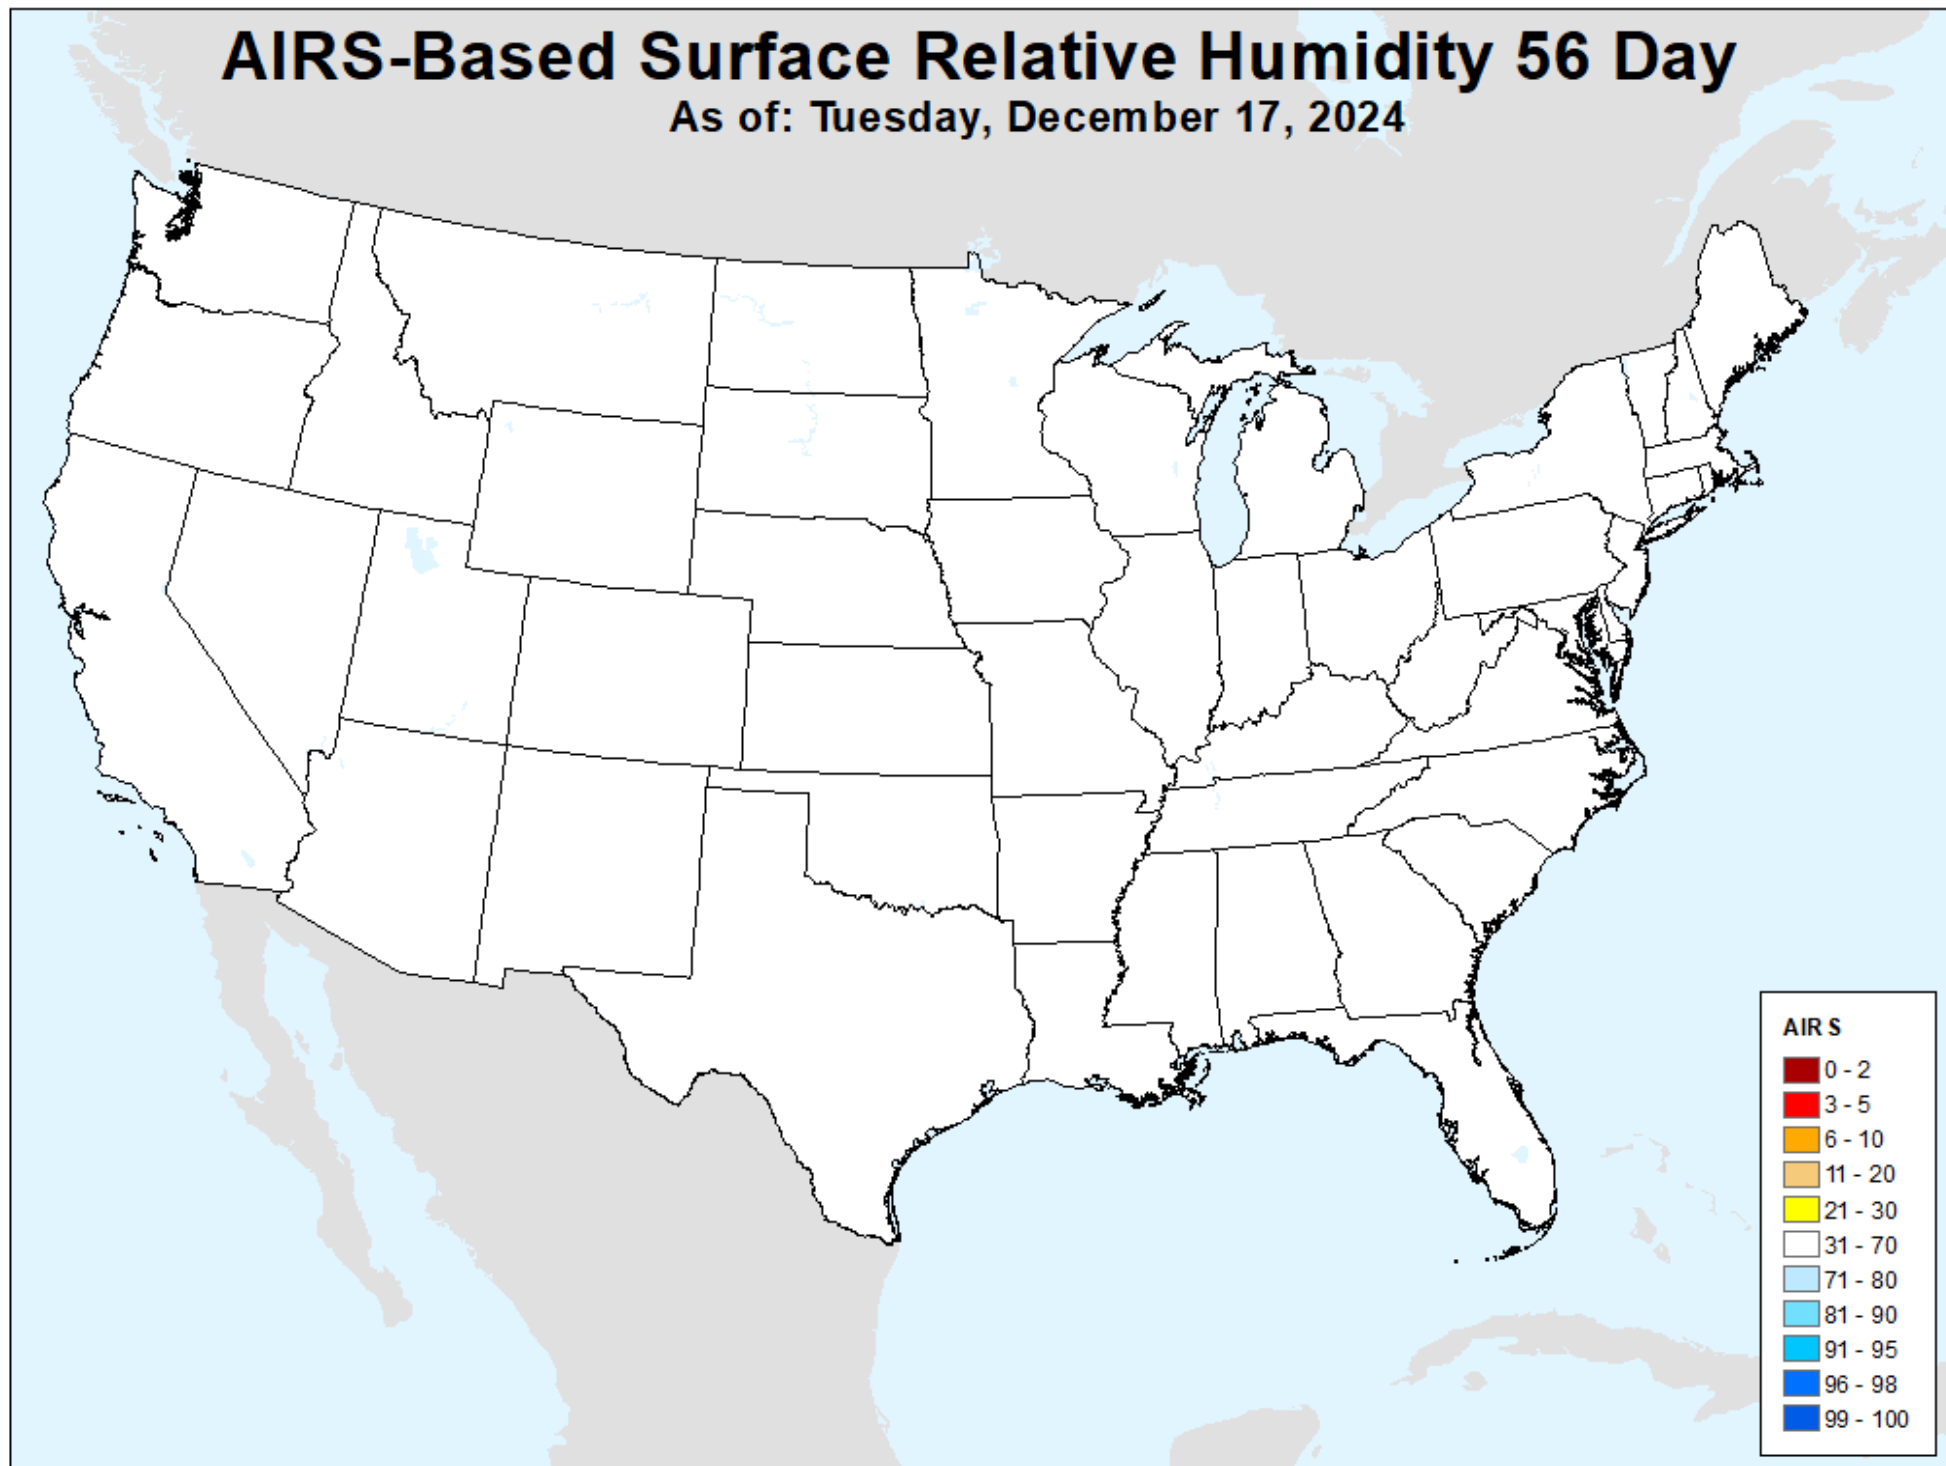 AIRS-Based Surface Relative Humidity 56 Day
As of: Tuesday, December 17, 2024
AIRS
0 - 2
3 - 5
6 - 10
11 - 20
21 - 30
31 - 70
71 - 80
81 - 90
91 - 95
96 - 98
99 - 100